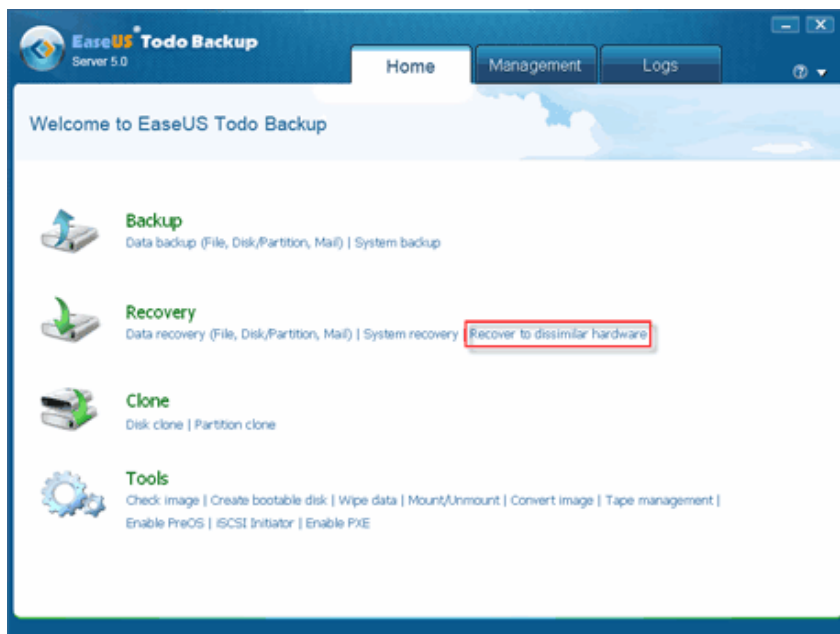 EaseUS® Todo Backup
Server 5.0
Home
Management
Logs
Welcome to EaseUS Todo Backup
Backup
Data backup (File, Disk/Partition, Mail) | System backup
Recovery
Data recovery (File, Disk/Partition, Mail) | System recovery | Recover to dissimilar hardware
Clone
Disk clone | Partition clone
Tools
Check image | Create bootable disk | Wipe data | Mount/Unmount | Convert image | Tape management |
Enable PreOS | iSCSI Initiator | Enable PXE